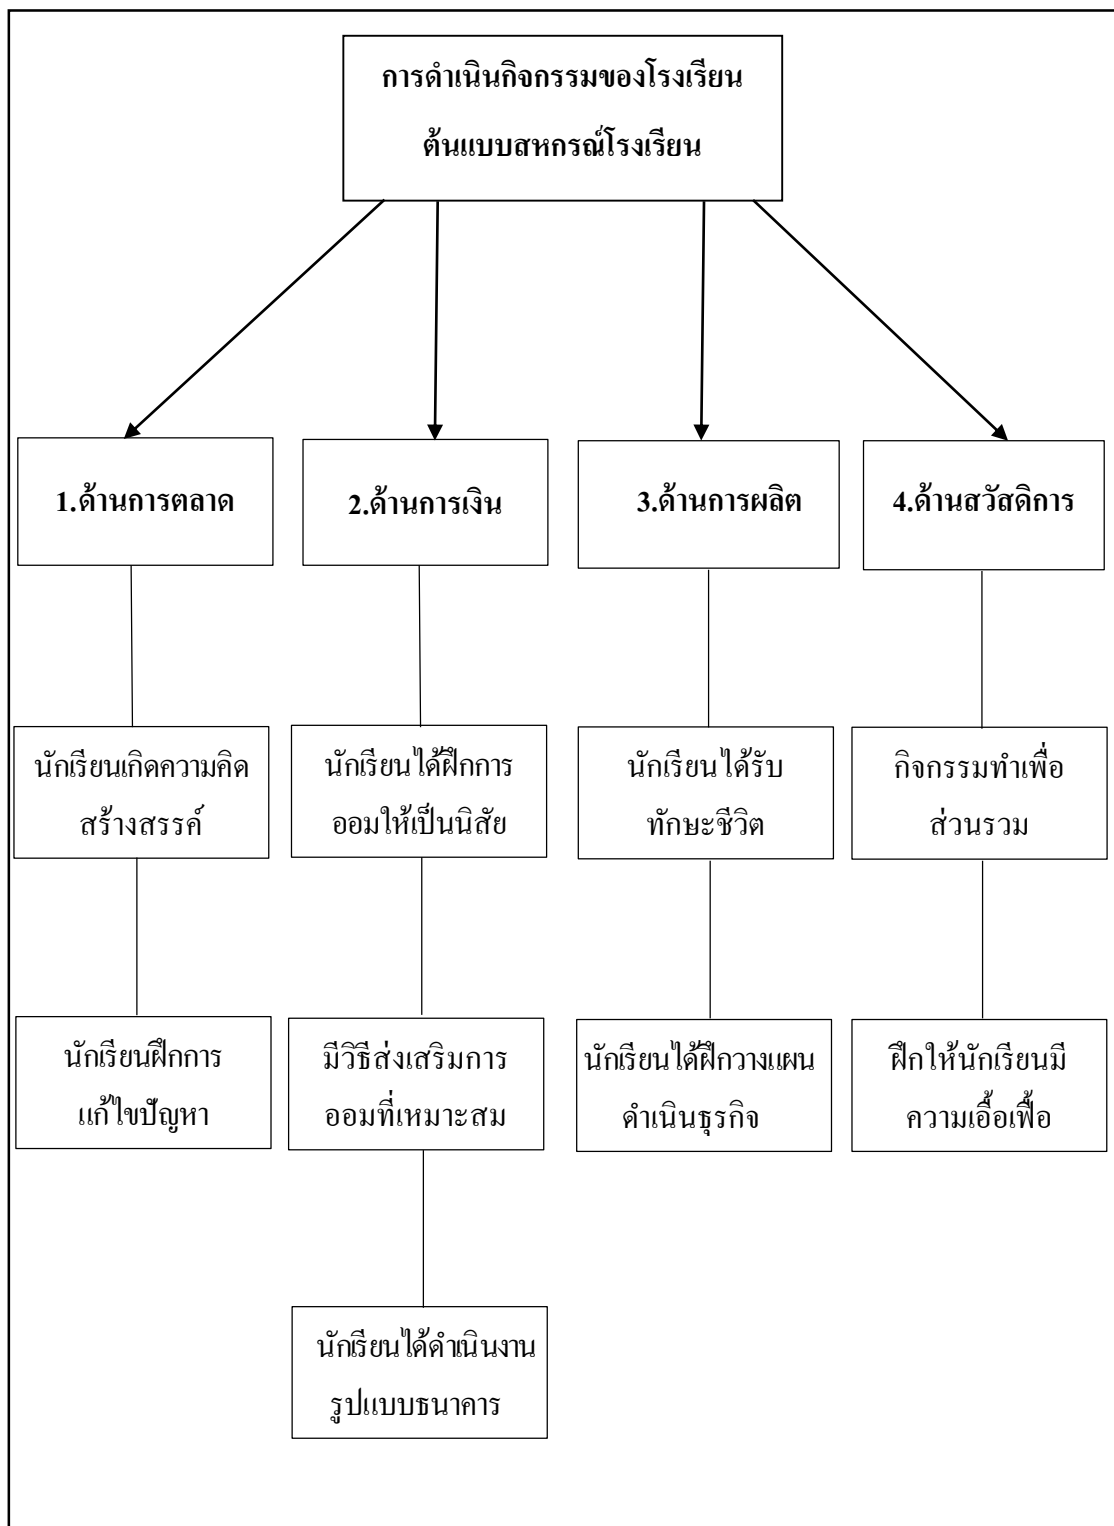 การดำเนินกิจกรรมของโรงเรียน
ต้นแบบสหกรณ์โรงเรียน
1.ด้านการตลาด
2.ด้านการเงิน
3.ด้านการผลิต
4.ด้านสวัสดิการ
นักเรียนเกิดความคิด
สร้างสรรค์
นักเรียนได้ฝึกการ
ออมให้เป็นนิสัย
นักเรียนได้รับ
ทักษะชีวิต
กิจกรรมทำเพื่อ
ส่วนรวม
นักเรียนฝึกการ
แก้ไขปัญหา
มีวิธีส่งเสริมการ
ออมที่เหมาะสม
นักเรียนได้ฝึกวางแผน
ดำเนินธุรกิจ
ฝึกให้นักเรียนมี
ความเอื้อเฟื้อ
นักเรียนได้ดำเนินงาน
รูปแบบธนาคาร